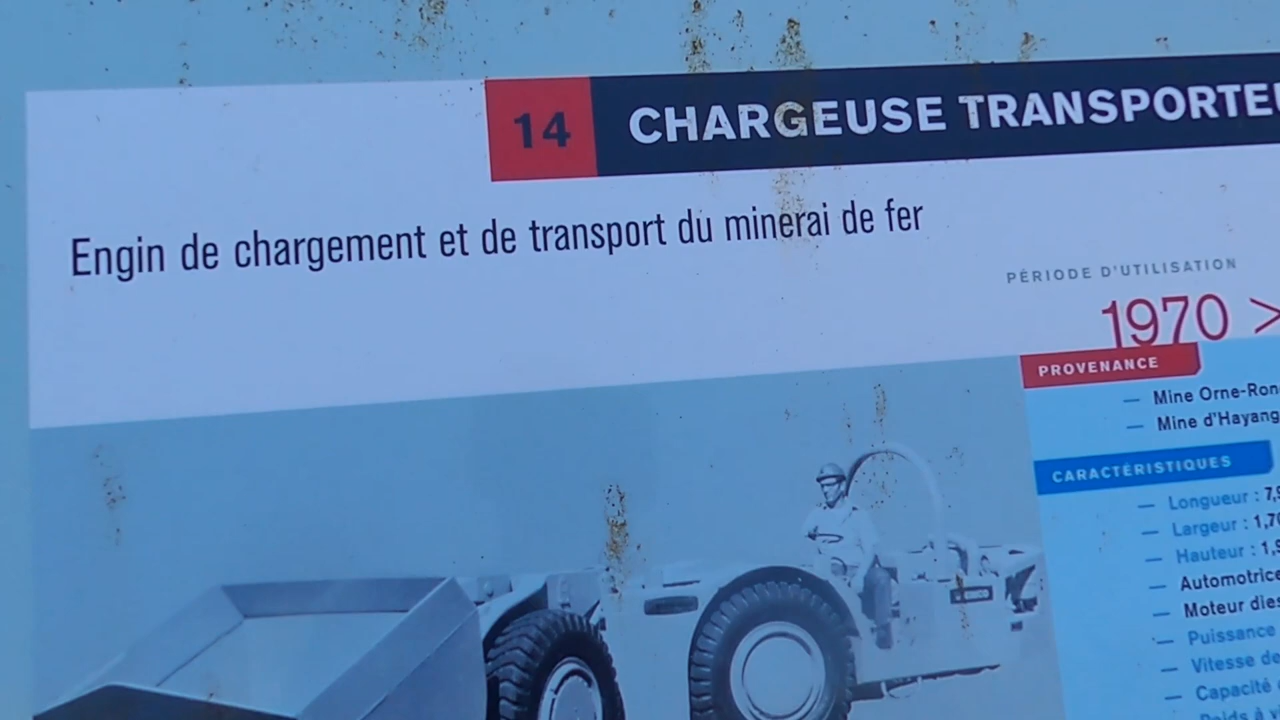 14 CHARGEUSE TRANSPORTEU
Engin de chargement et de transport du minerai de fer
PÉRIODE D'UTILISATION
1970 >
PROVENANCE
— Mine Orne-Ron
— Mine d'Hayang
CARACTÉRISTIQUES
— Longueur : 7,9
— Largeur : 1,70
— Hauteur : 1,9
— Automotrice
— Moteur dies
— Puissance
— Vitesse de
— Capacité
— Poids à v